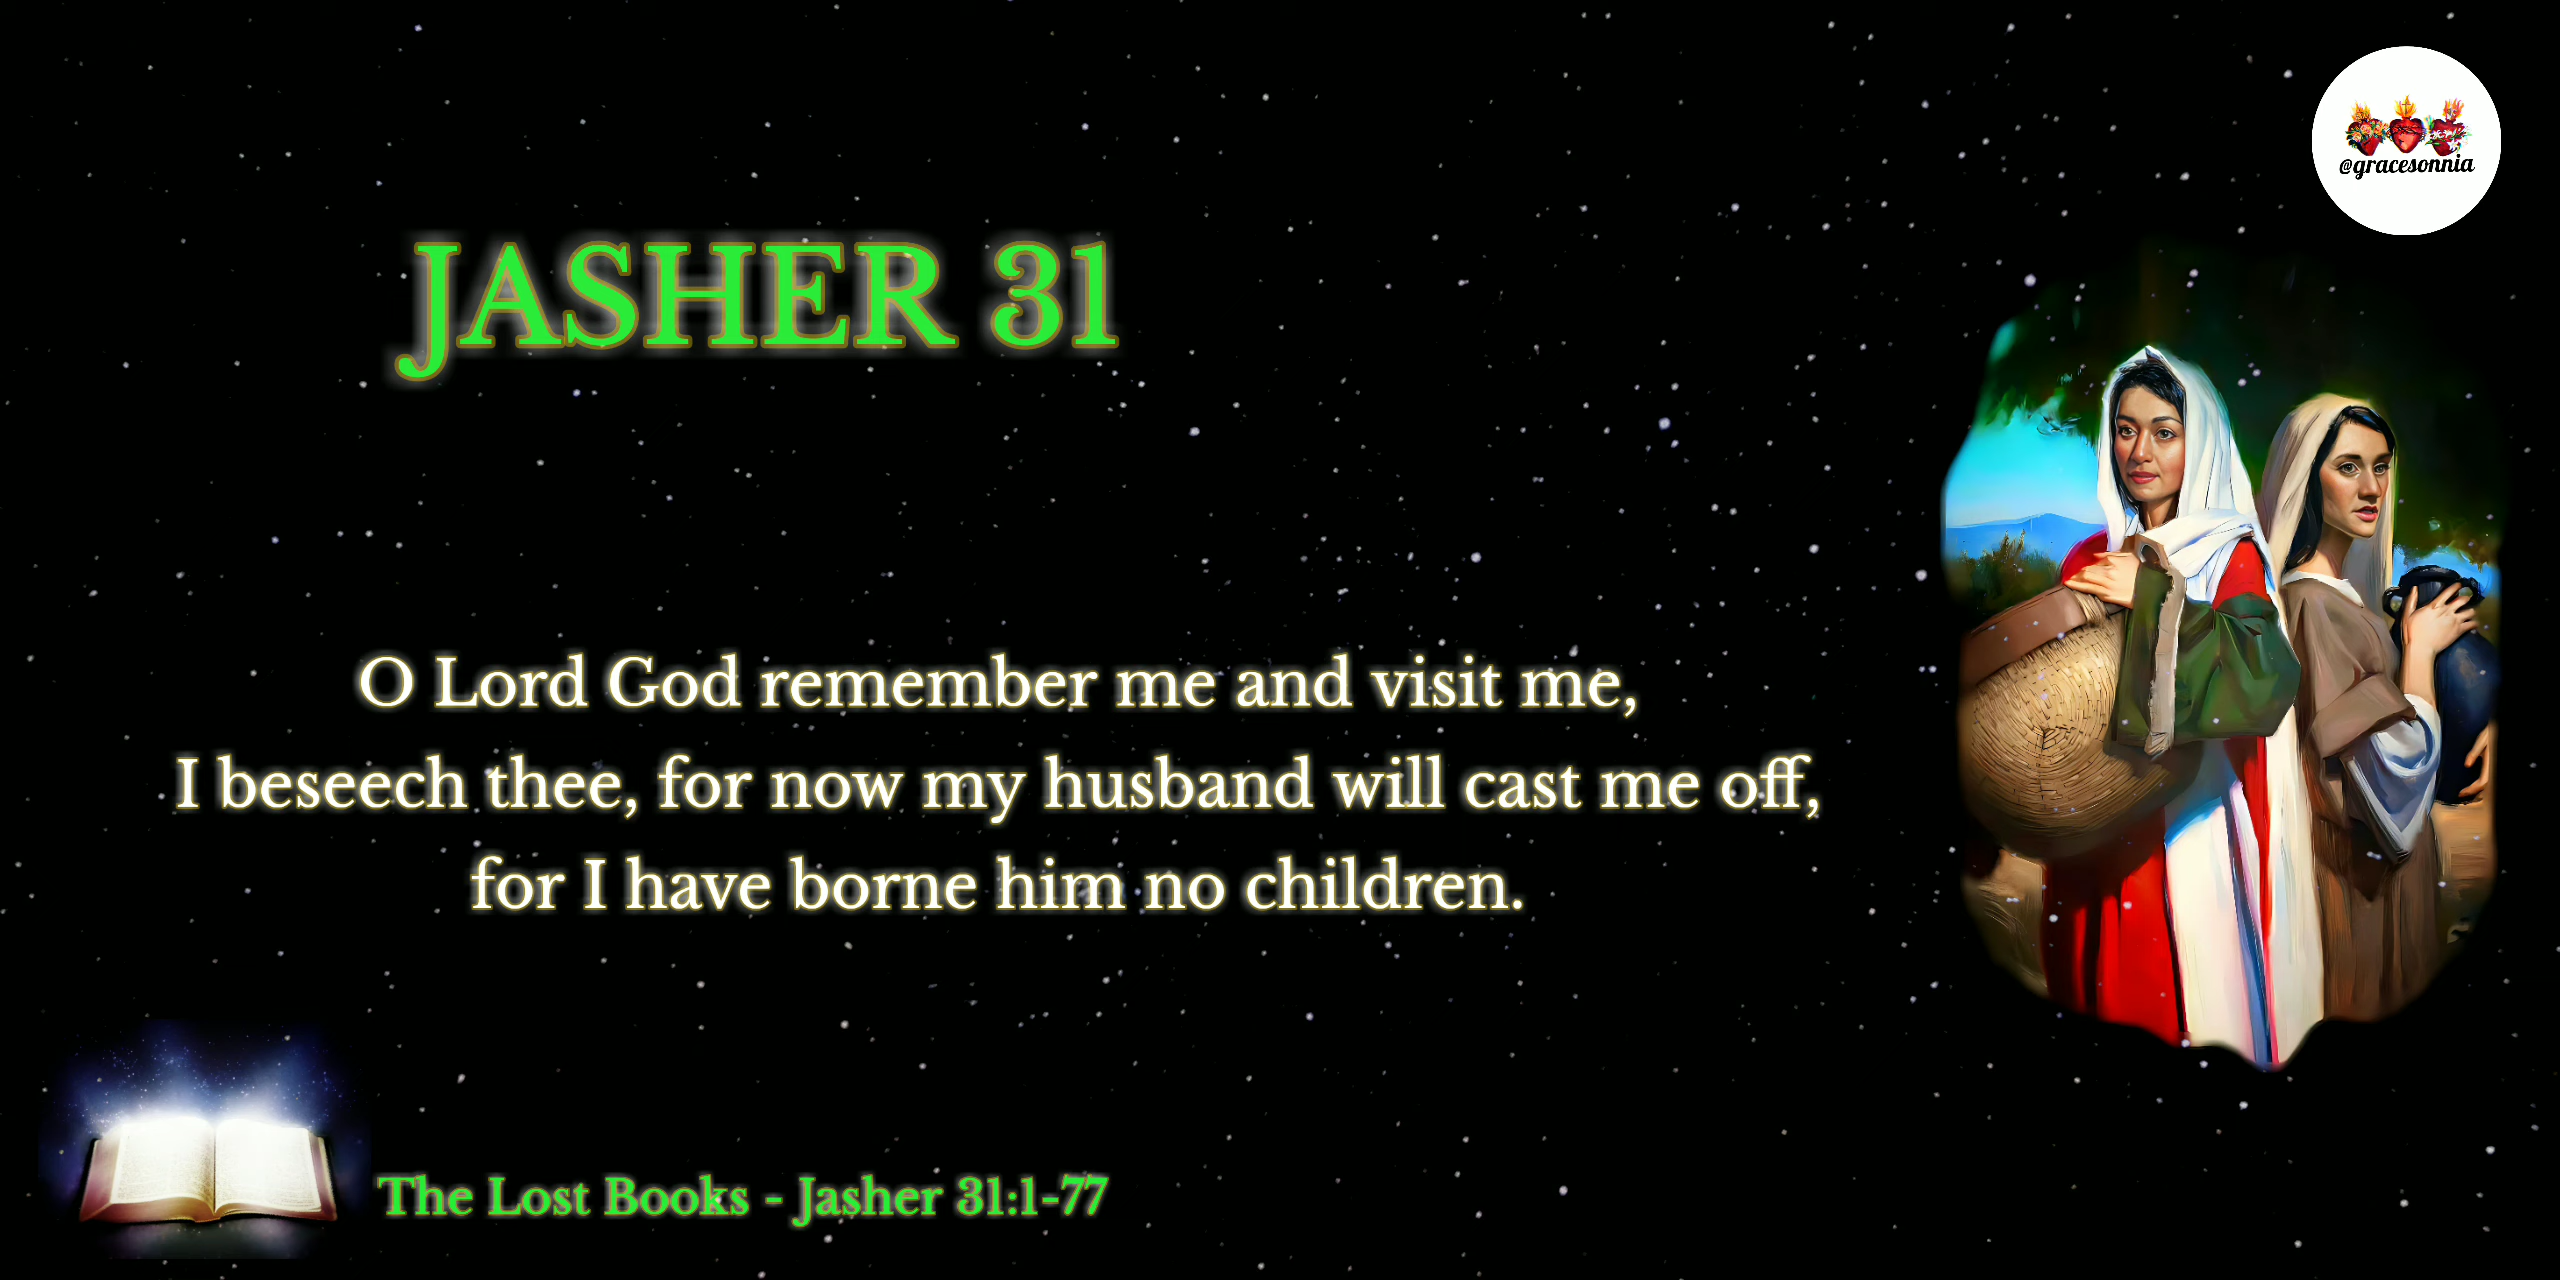 @gracesonnia
JASHER 31
O Lord God remember me and visit me,
I beseech thee, for now my husband will cast me off,
for I have borne him no children.
The Lost Books - Jasher 31:1-77